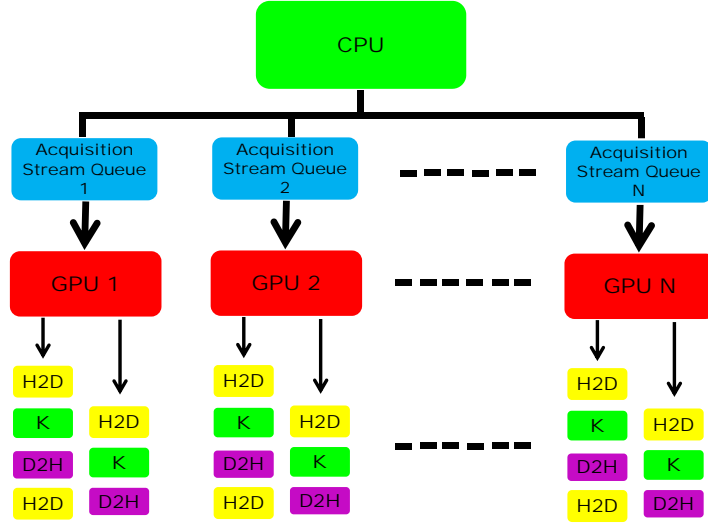 CPU
Acquisition
Stream Queue
1
Acquisition
Stream Queue
2
Acquisition
Stream Queue
N
GPU 1
GPU 2
GPU N
H2D
K
D2H
H2D
H2D
K
D2H
H2D
K
D2H
H2D
H2D
K
D2H
H2D
K
D2H
H2D
H2D
K
D2H